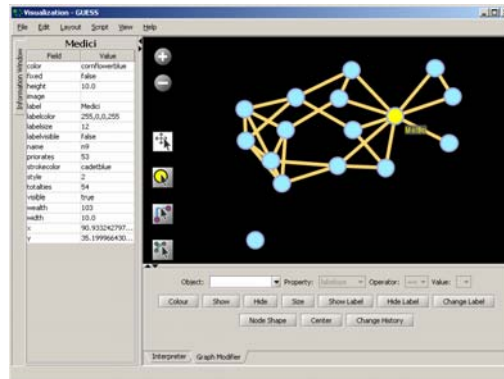 Visualization - GUESS
File Edit Layout Script View Help
Information Window
Medici
Field Value
color cornflowerblue
fixed false
height 10.0
image
label Medici
labelcolor 255,0,0,255
labelsize 12
labelvisible false
name n9
priorates 53
strokecolor cadetblue
style 2
totalties 54
visible true
wealth 103
width 10.0
x 90.933242797...
y 35.199966430...
Medici
Object: Property: Operator: Value:
Colour Show Hide Size Show Label Hide Label Change Label
Node Shape Center Change History
Interpreter Graph Modifier